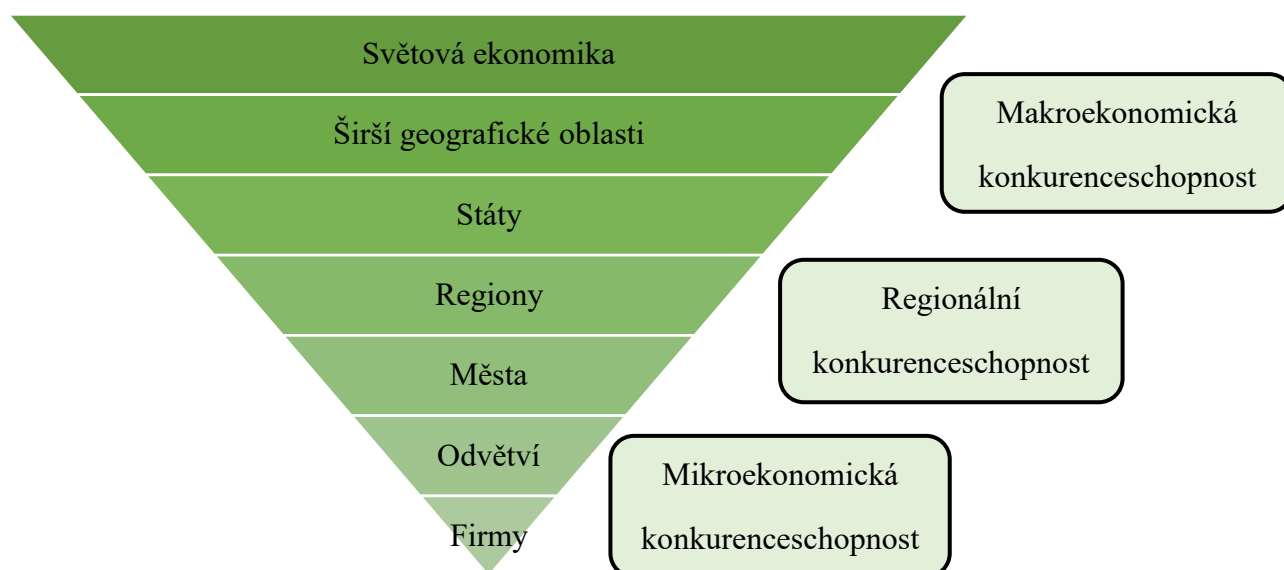 Světová ekonomika
Širší geografické oblasti
Státy
Regiony
Města
Odvětví
Firmy
Makroekonomická
konkurenceschopnost
Regionální
konkurenceschopnost
Mikroekonomická
konkurenceschopnost